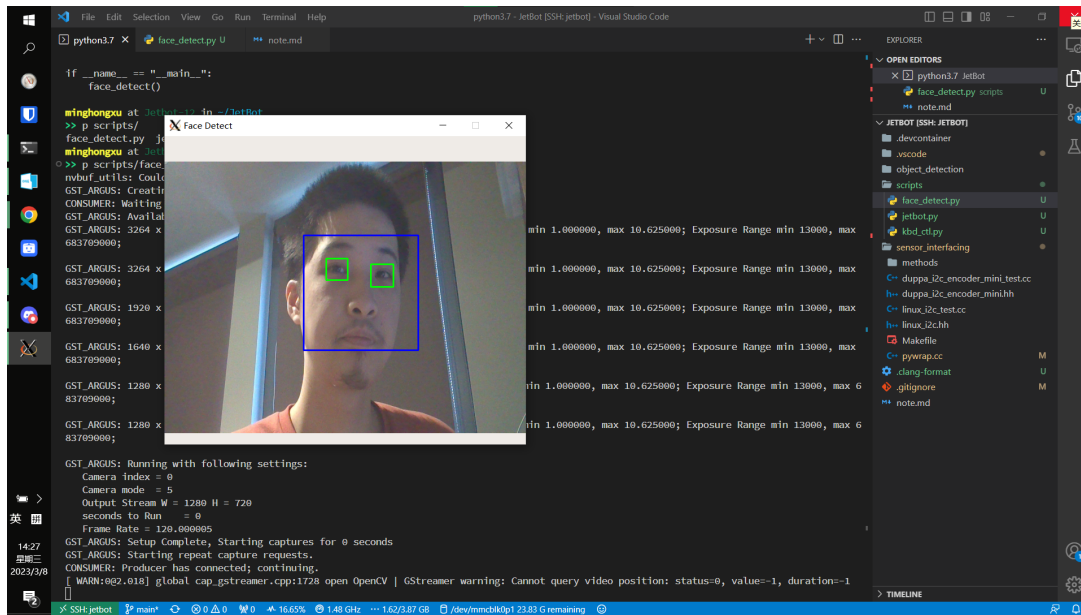 File Edit Selection View Go Run Terminal Help
python3.7 - JetBot [SSH: jetbot] - Visual Studio Code
关
python3.7
face_detect.py U
note.md
if __name__ == "__main__":
face_detect()
minghongxu at Jetbot-12 in ~/JetBot
>> p scripts/
face_detect.py je
minghongxu at Jet
>> p scripts/face_
nvbuf_utils: Coul
GST_ARGUS: Creatin
CONSUMER: Waiting
GST_ARGUS: Availab
GST_ARGUS: 3264 x
min 1.000000, max 10.625000; Exposure Range min 13000, max
683709000;
GST_ARGUS: 3264 x
min 1.000000, max 10.625000; Exposure Range min 13000, max
683709000;
GST_ARGUS: 1920 x
min 1.000000, max 10.625000; Exposure Range min 13000, max
683709000;
GST_ARGUS: 1640 x
min 1.000000, max 10.625000; Exposure Range min 13000, max
683709000;
GST_ARGUS: 1280 x
min 1.000000, max 10.625000; Exposure Range min 13000, max 6
83709000;
GST_ARGUS: 1280 x
min 1.000000, max 10.625000; Exposure Range min 13000, max 6
83709000;
GST_ARGUS: Running with following settings:
Camera index = 0
Camera mode = 5
Output Stream W = 1280 H = 720
seconds to Run = 0
Frame Rate = 120.000005
GST_ARGUS: Setup Complete, Starting captures for 0 seconds
GST_ARGUS: Starting repeat capture requests.
CONSUMER: Producer has connected; continuing.
[ WARN:0@2.018] global cap_gstreamer.cpp:1728 open OpenCV | GStreamer warning: Cannot query video position: status=0, value=-1, duration=-1
Face Detect
EXPLORER
OPEN EDITORS
python3.7 JetBot
face_detect.py scripts U
note.md
JETBOT [SSH: JETBOT]
.devcontainer
.vscode
object_detection
scripts
face_detect.py U
jetbot.py U
kbd_ctl.py U
sensor_interfacing
methods
duppa_i2c_encoder_mini_test.cc
duppa_i2c_encoder_mini.hh
linux_i2c_test.cc
linux_i2c.hh
Makefile
pywrap.cc M
.clang-format U
.gitignore M
note.md
TIMELINE
英 拼
14:27
星期三
2023/3/8
2
SSH: jetbot main* 0 0 0 16.65% 1.48 GHz 1.62/3.87 GB /dev/mmcblk0p1 23.83 G remaining